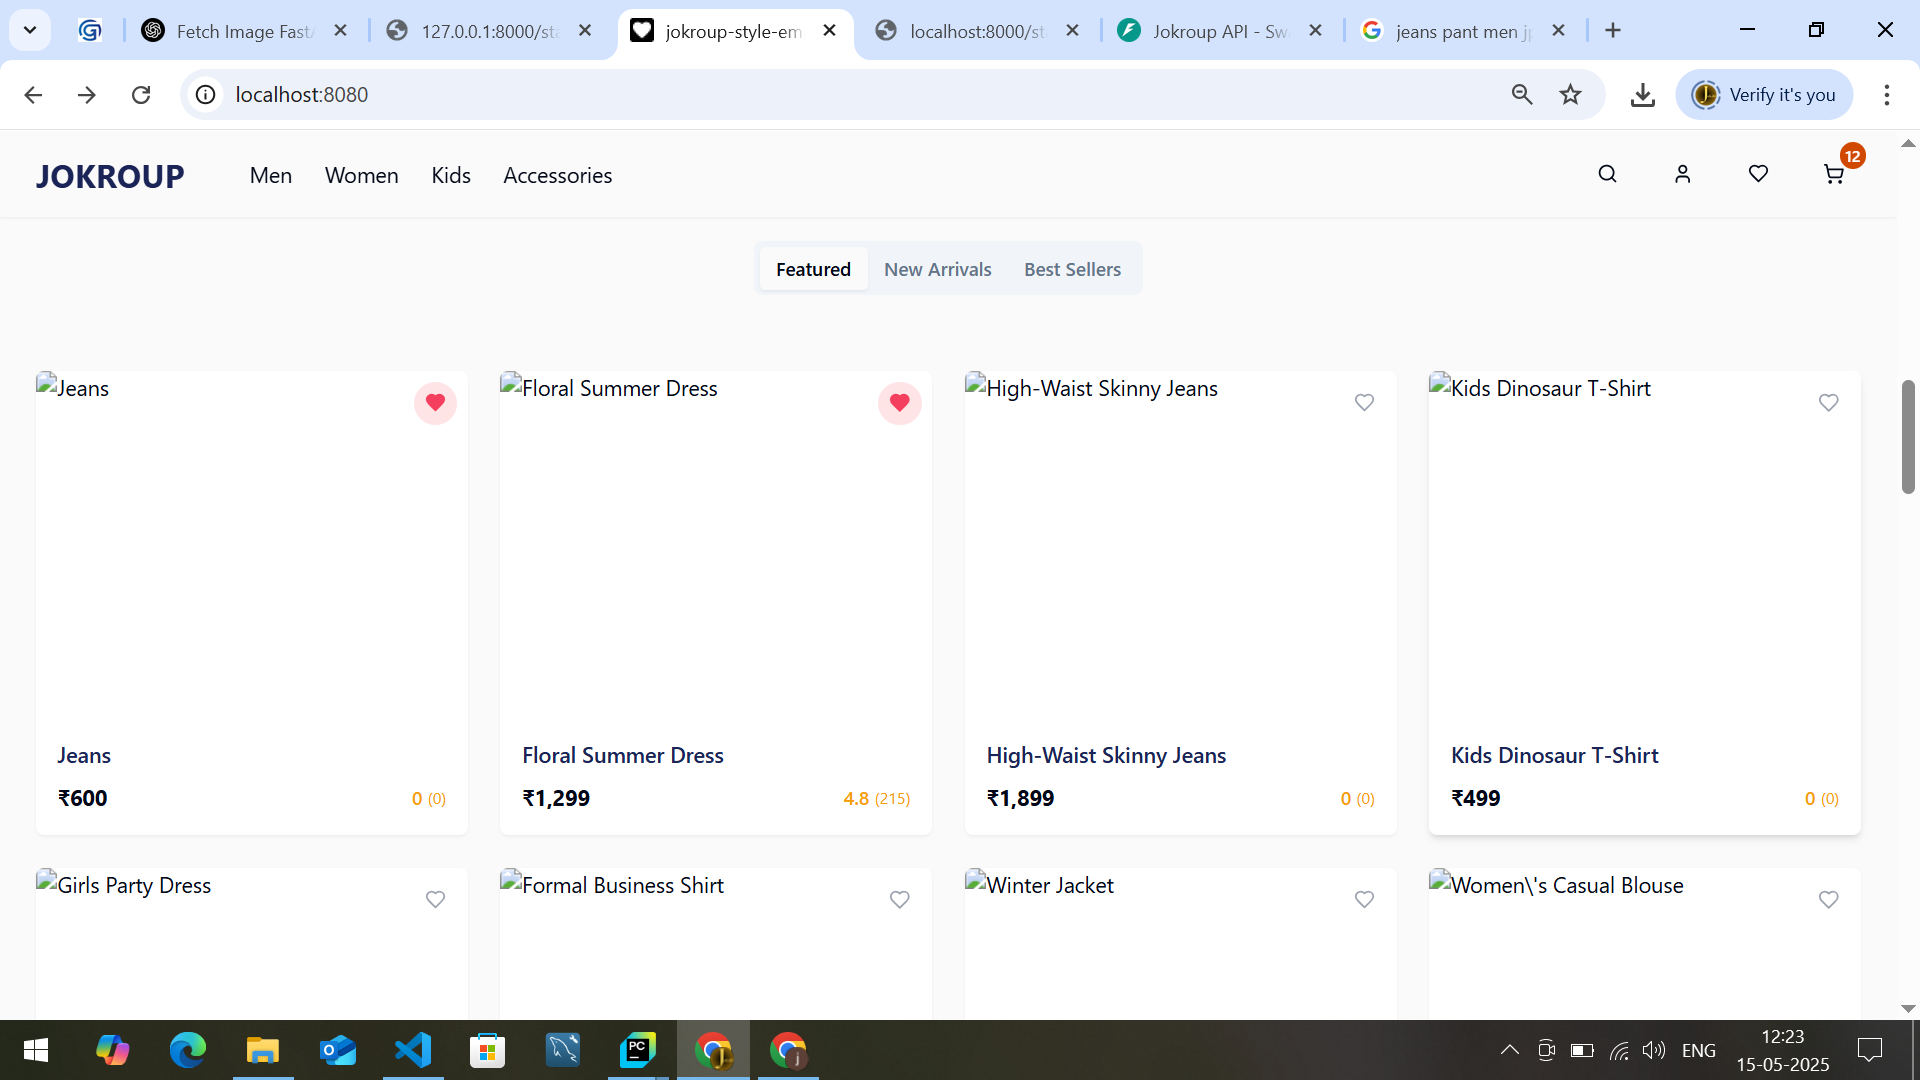 Fetch Image Fast
127.0.0.1:8000/sta
jokroup-style-em
localhost:8000/st
Jokroup API - Sw
jeans pant men jp
localhost:8080
Verify it's you
JOKROUP
Men
Women
Kids
Accessories
12
Featured
New Arrivals
Best Sellers
Jeans
Floral Summer Dress
High-Waist Skinny Jeans
Kids Dinosaur T-Shirt
Jeans
₹600
0 (0)
Floral Summer Dress
₹1,299
4.8 (215)
High-Waist Skinny Jeans
₹1,899
0 (0)
Kids Dinosaur T-Shirt
₹499
0 (0)
Girls Party Dress
Formal Business Shirt
Winter Jacket
Women\'s Casual Blouse
PC
J
j
ENG
12:23
15-05-2025